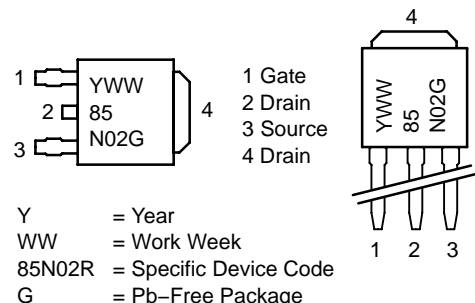 4
1
YWW
2
85
4
3
N02G
1 Gate
2 Drain
3 Source
4 Drain
YWW
85
N02G
1 2 3
Y = Year
WW = Work Week
85N02R = Specific Device Code
G = Pb−Free Package